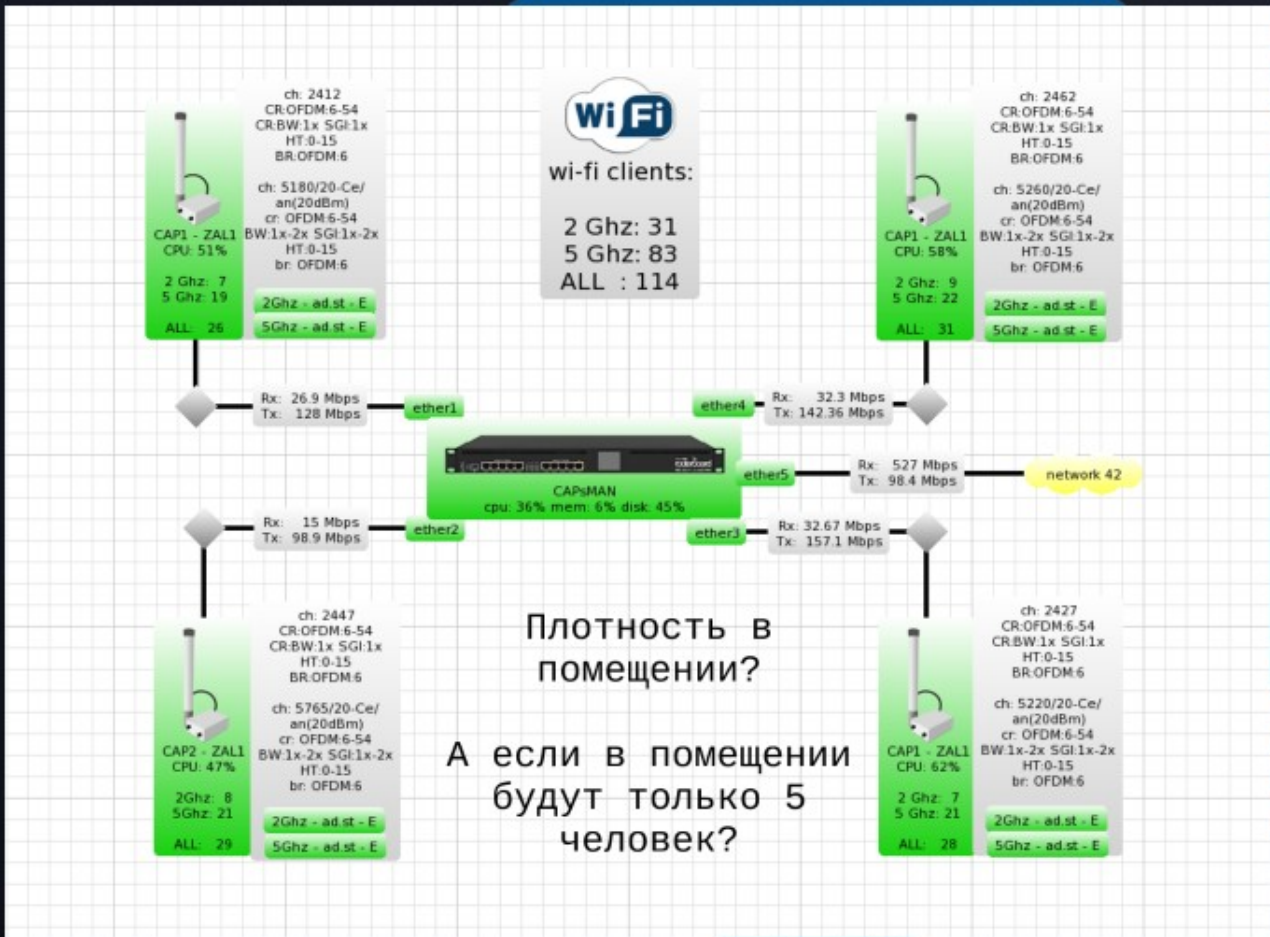 ch: 2412
CR:OFDM:6-54
CR:BW:1x SGI:1x
HT:0-15
BR:OFDM:6
ch: 5180/20-Ce/
an(20dBm)
cr: OFDM:6-54
BW:1x-2x SGI:1x-2x
HT:0-15
br: OFDM:6
CAP1 - ZAL1
CPU: 51%
2 Ghz: 7
5 Ghz: 19
ALL: 26
2Ghz - ad.st - E
5Ghz - ad.st - E
Wi Fi
wi-fi clients:
2 Ghz: 31
5 Ghz: 83
ALL : 114
ch: 2462
CR:OFDM:6-54
CR:BW:1x SGI:1x
HT:0-15
BR:OFDM:6
ch: 5260/20-Ce/
an(20dBm)
cr: OFDM:6-54
BW:1x-2x SGI:1x-2x
HT:0-15
br: OFDM:6
CAP1 - ZAL1
CPU: 58%
2 Ghz: 9
5 Ghz: 22
ALL: 31
2Ghz - ad.st - E
5Ghz - ad.st - E
Rx: 26.9 Mbps
Tx: 128 Mbps
ether1
ether4
Rx: 32.3 Mbps
Tx: 142.36 Mbps
CAPsMAN
cpu: 36% mem: 6% disk: 45%
ether5
Rx: 527 Mbps
Tx: 98.4 Mbps
network 42
Rx: 15 Mbps
Tx: 98.9 Mbps
ether2
ether3
Rx: 32.67 Mbps
Tx: 157.1 Mbps
ch: 2447
CR:OFDM:6-54
CR:BW:1x SGI:1x
HT:0-15
BR:OFDM:6
ch: 5765/20-Ce/
an(20dBm)
cr: OFDM:6-54
BW:1x-2x SGI:1x-2x
HT:0-15
br: OFDM:6
CAP2 - ZAL1
CPU: 47%
2Ghz: 8
5Ghz: 21
ALL: 29
2Ghz - ad.st - E
5Ghz - ad.st - E
Плотность в
помещении?
А если в помещении
будут только 5
человек?
ch: 2427
CR:OFDM:6-54
CR:BW:1x SGI:1x
HT:0-15
BR:OFDM:6
ch: 5220/20-Ce/
an(20dBm)
cr: OFDM:6-54
BW:1x-2x SGI:1x-2x
HT:0-15
br: OFDM:6
CAP1 - ZAL1
CPU: 62%
2 Ghz: 7
5 Ghz: 21
ALL: 28
2Ghz - ad.st - E
5Ghz - ad.st - E